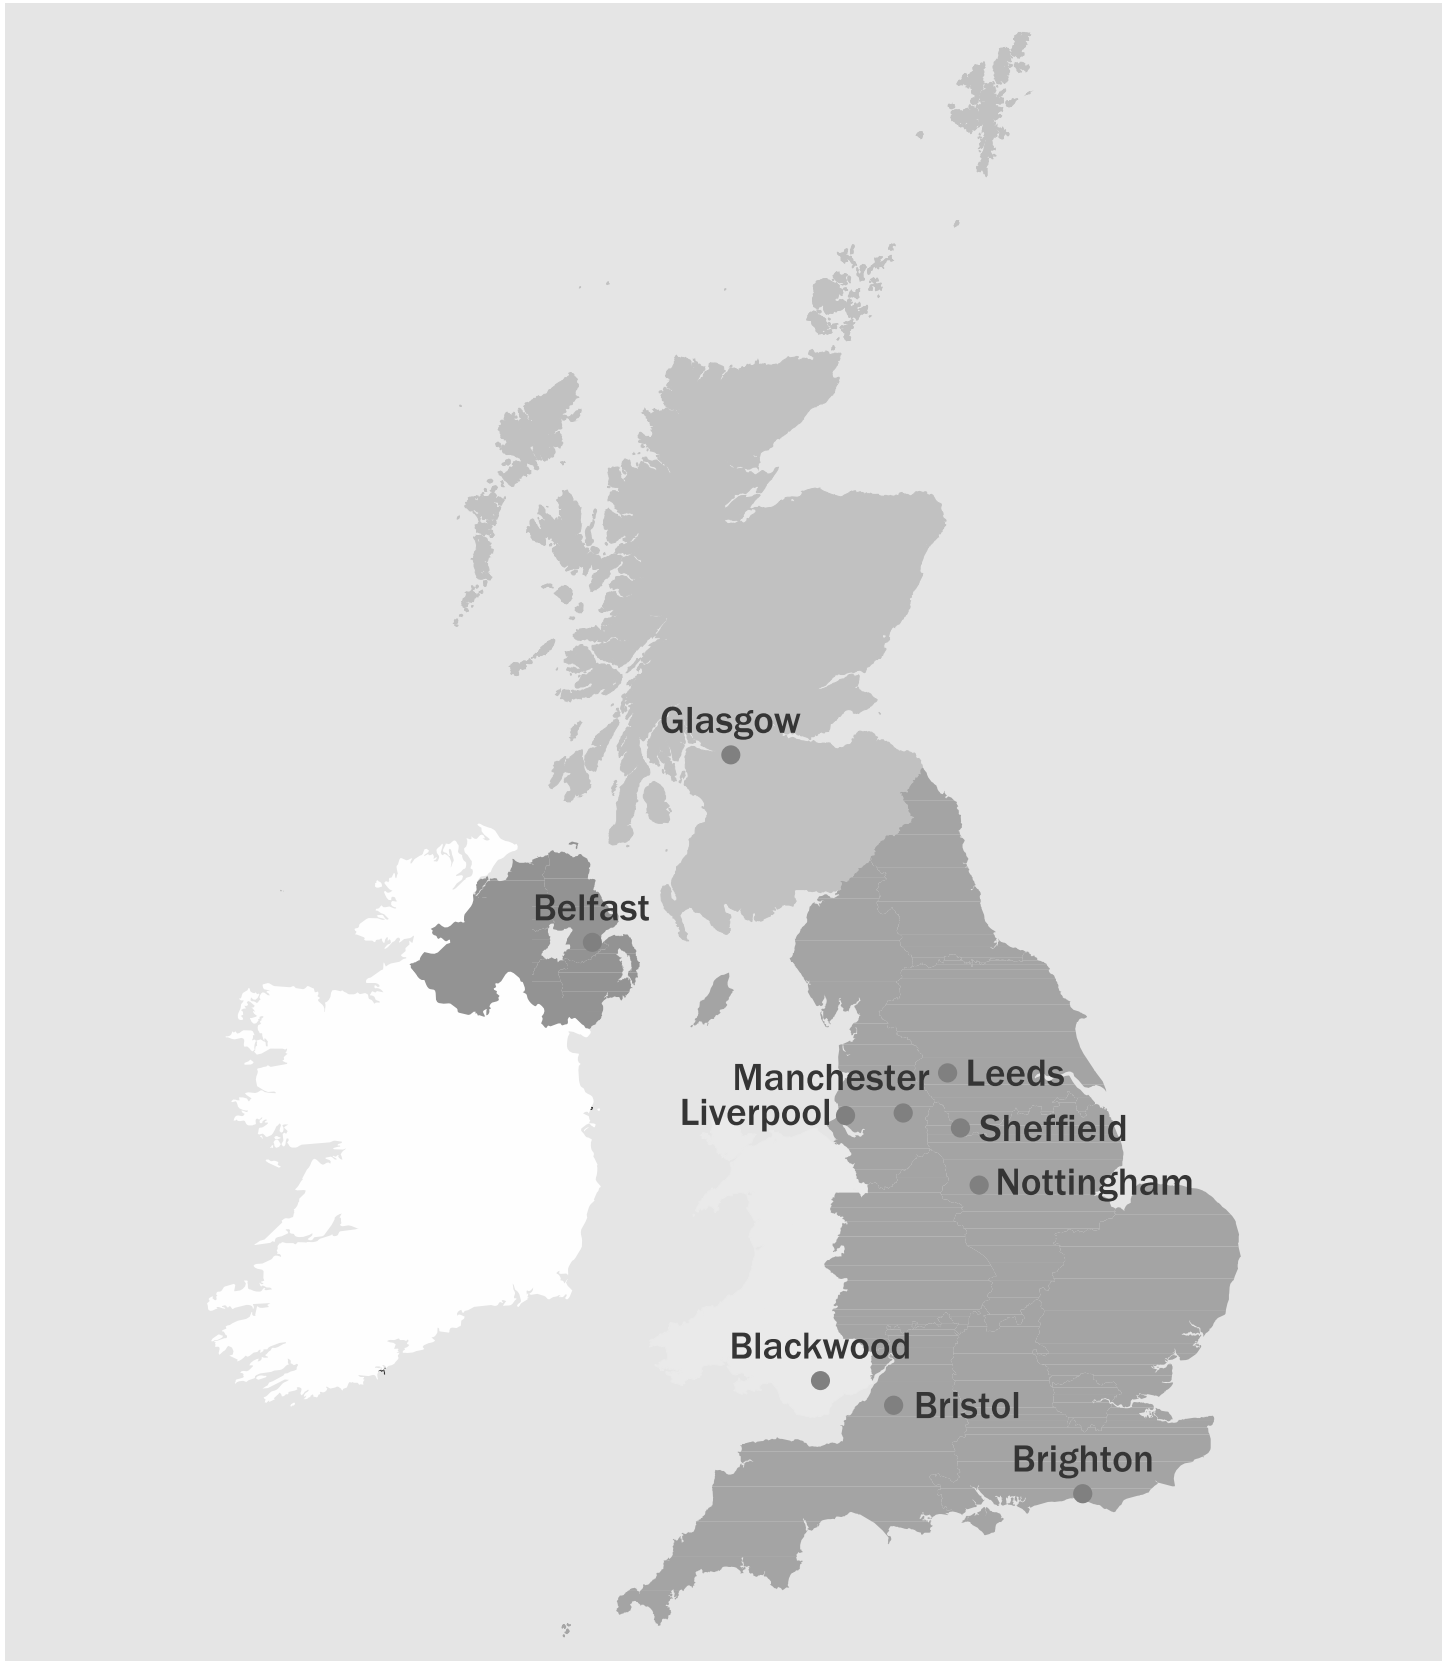 Glasgow
Belfast
Manchester
Leeds
Liverpool
Sheffield
Nottingham
Blackwood
Bristol
Brighton